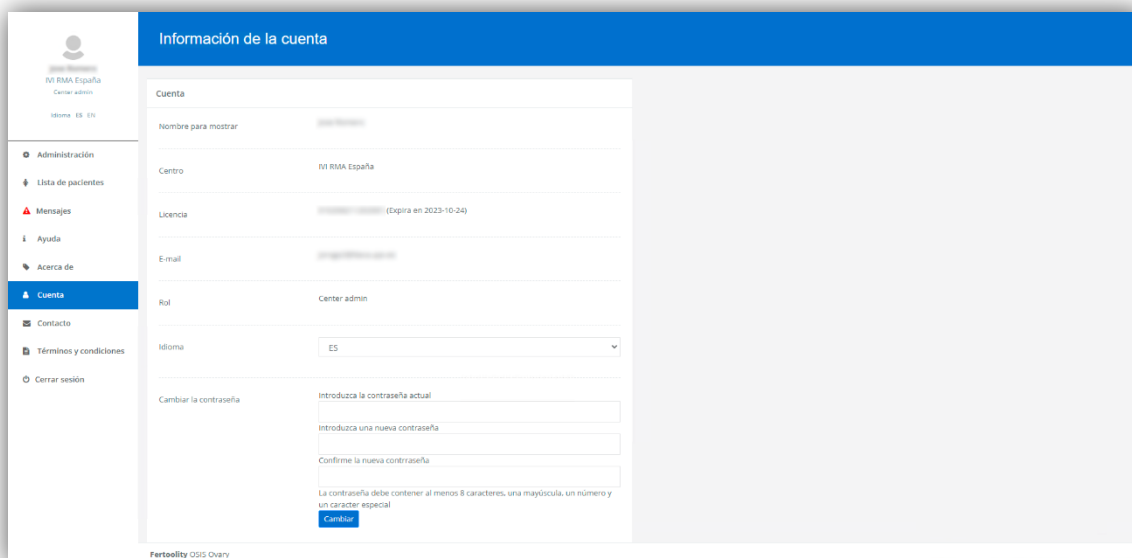 IVI RMA España
Center admin
Idioma ES EN
Administración
Lista de pacientes
Mensajes
Ayuda
Acerca de
Cuenta
Contacto
Términos y condiciones
Cerrar sesión
Información de la cuenta
Cuenta
Nombre para mostrar
Centro IVI RMA España
Licencia (Expira en 2023-10-24)
E-mail
Rol Center admin
Idioma ES
Cambiar la contraseña Introduzca la contraseña actual
Introduzca una nueva contraseña
Confirme la nueva contrraseña
La contraseña debe contener al menos 8 caracteres, una mayúscula, un número y
un caracter especial
Cambiar
Fertoolity OSIS Ovary